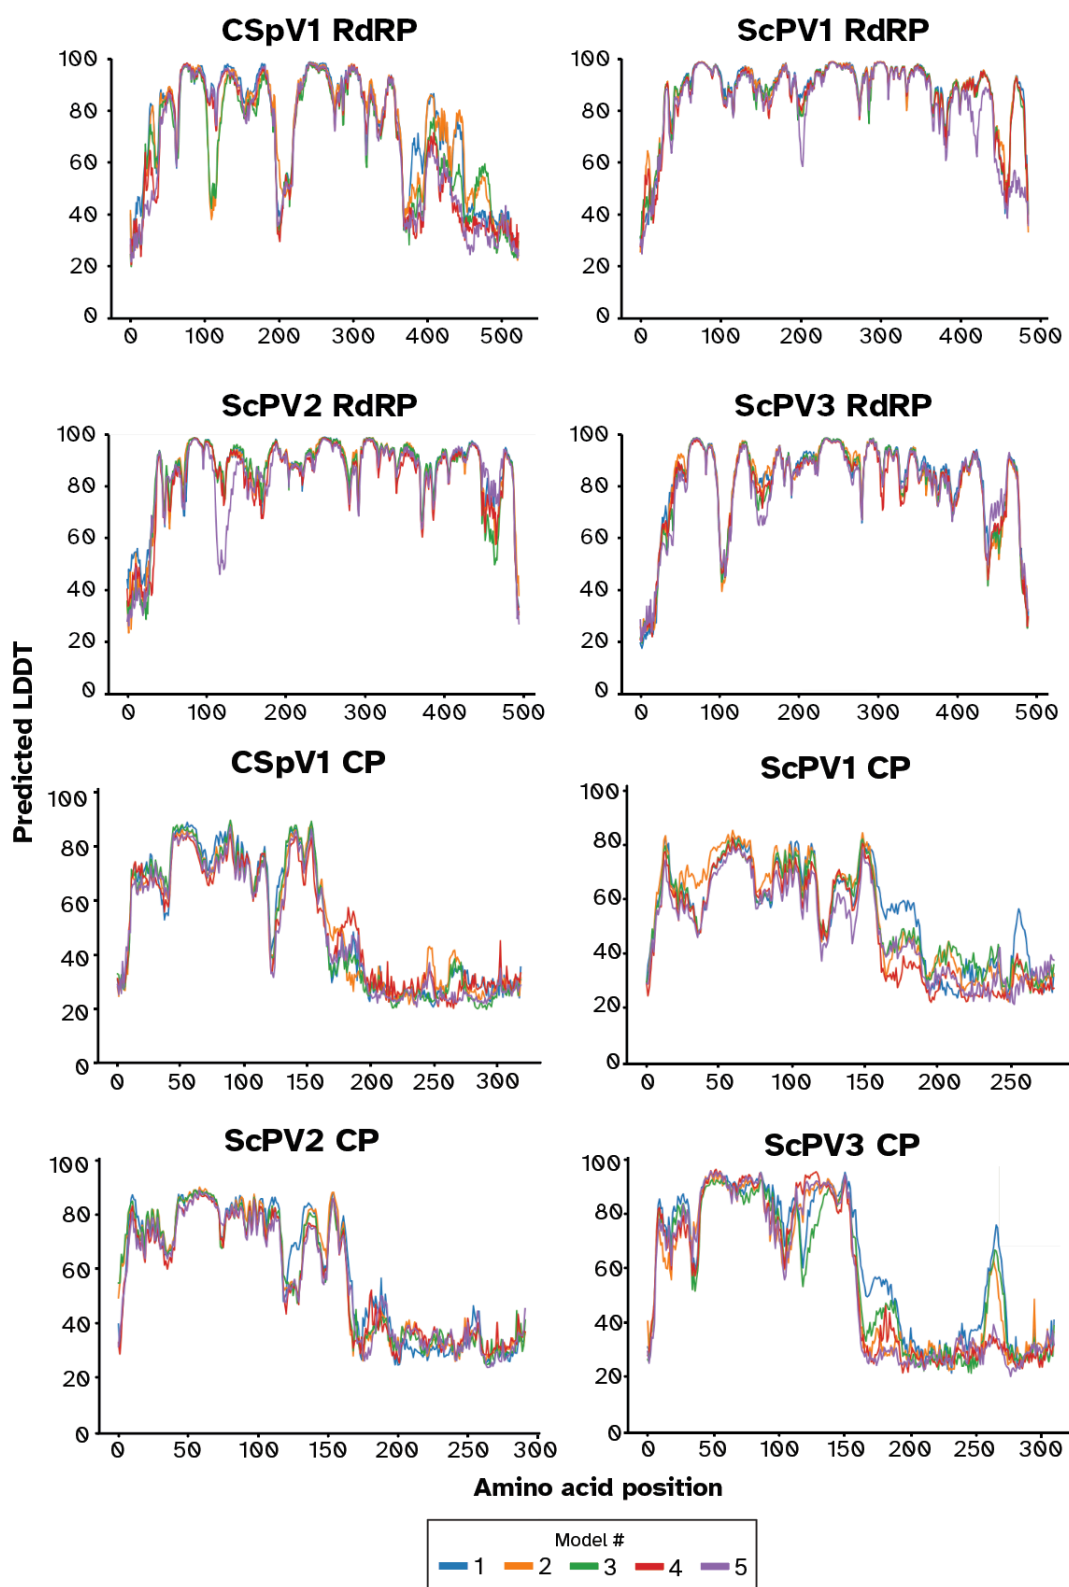 CSpV1 RdRP
ScPV1 RdRP
100
80
60
40
20
0
0 100 200 300 400 500
100
80
60
40
20
0
0 100 200 300 400 500
ScPV2 RdRP
ScPV3 RdRP
100
80
60
40
20
0
0 100 200 300 400 500
100
80
60
40
20
0
0 100 200 300 400 500
Predicted LDDT
CSpV1 CP
ScPV1 CP
100
80
60
40
20
0
0 50 100 150 200 250 300
100
80
60
40
20
0
0 50 100 150 200 250
ScPV2 CP
ScPV3 CP
100
80
60
40
20
0
0 50 100 150 200 250 300
100
80
60
40
20
0
0 50 100 150 200 250 300
Amino acid position
Model #
1 2 3 4 5